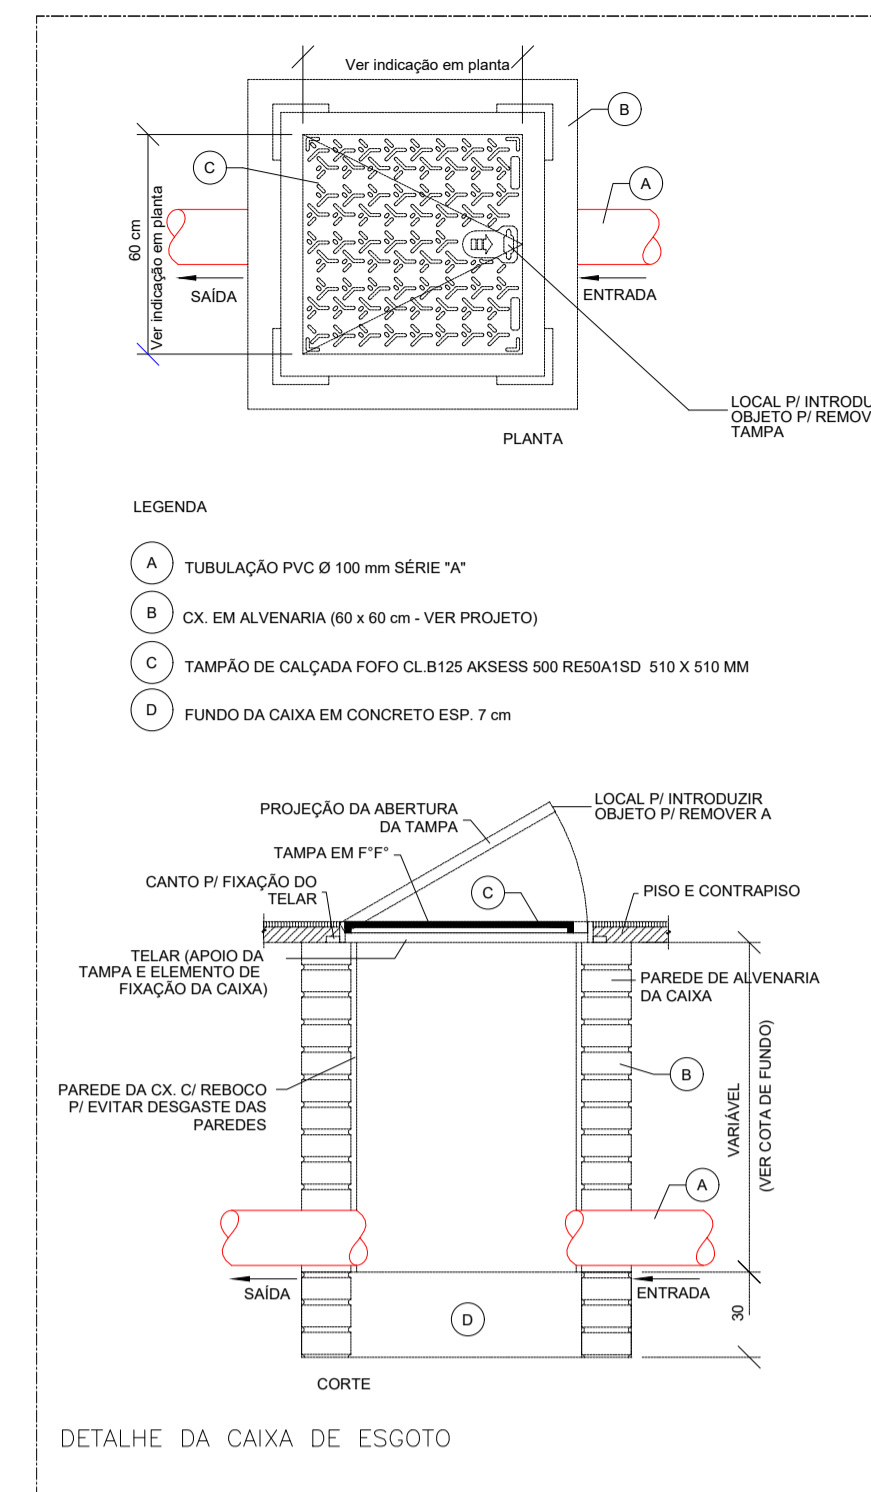 Ver indicação em planta
B
C
A
60 cm
Ver indicação em planta
SAÍDA
ENTRADA
LOCAL P/ INTRODU
OBJETO P/ REMOV
TAMPA
PLANTA
LEGENDA
A TUBULAÇÃO PVC Ø 100 mm SÉRIE "A"
B CX. EM ALVENARIA (60 x 60 cm - VER PROJETO)
C TAMPÃO DE CALÇADA FOFO CL.B125 AKSESS 500 RE50A1SD 510 X 510 MM
D FUNDO DA CAIXA EM CONCRETO ESP. 7 cm
PROJEÇÃO DA ABERTURA
DA TAMPA
LOCAL P/ INTRODUZIR
OBJETO P/ REMOVER A
TAMPA EM F°F°
CANTO P/ FIXAÇÃO DO
TELAR
C
PISO E CONTRAPISO
TELAR (APOIO DA
TAMPA E ELEMENTO DE
FIXAÇÃO DA CAIXA)
PAREDE DE ALVENARIA
DA CAIXA
PAREDE DA CX. C/ REBOCO
P/ EVITAR DESGASTE DAS
PAREDES
B
VARIÁVEL
(VER COTA DE FUNDO)
A
SAÍDA
ENTRADA
D
30
CORTE
DETALHE DA CAIXA DE ESGOTO